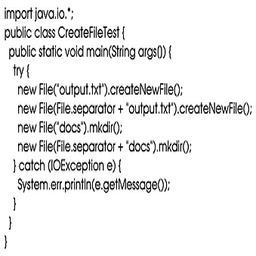 import java.io.*;
public class CreateFileTest {
public static void main(String args[]) {
try {
new File("output.txt").createNewFile();
new File(File.separator + "output.txt").createNewFile();
new File("docs").mkdir();
new File(File.separator + "docs").mkdir();
} catch (IOException e) {
System.err.println(e.getMessage());
}
}
}